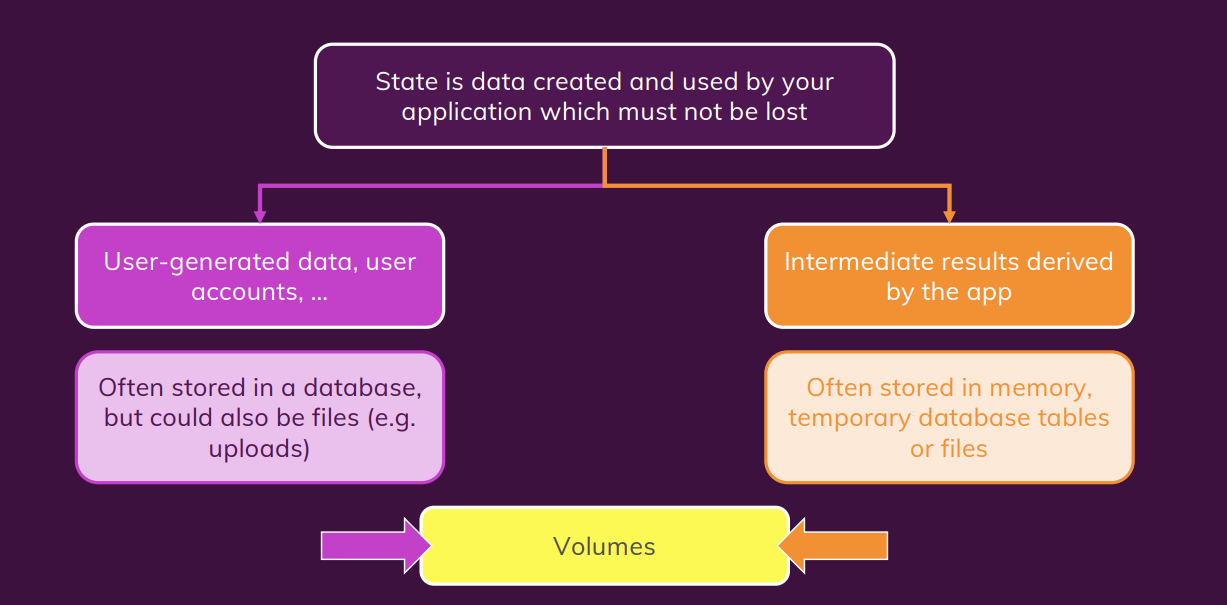 State is data created and used by your
application which must not be lost
User-generated data, user
accounts, …
Intermediate results derived
by the app
Often stored in a database,
but could also be files (e.g.
uploads)
Often stored in memory,
temporary database tables
or files
Volumes